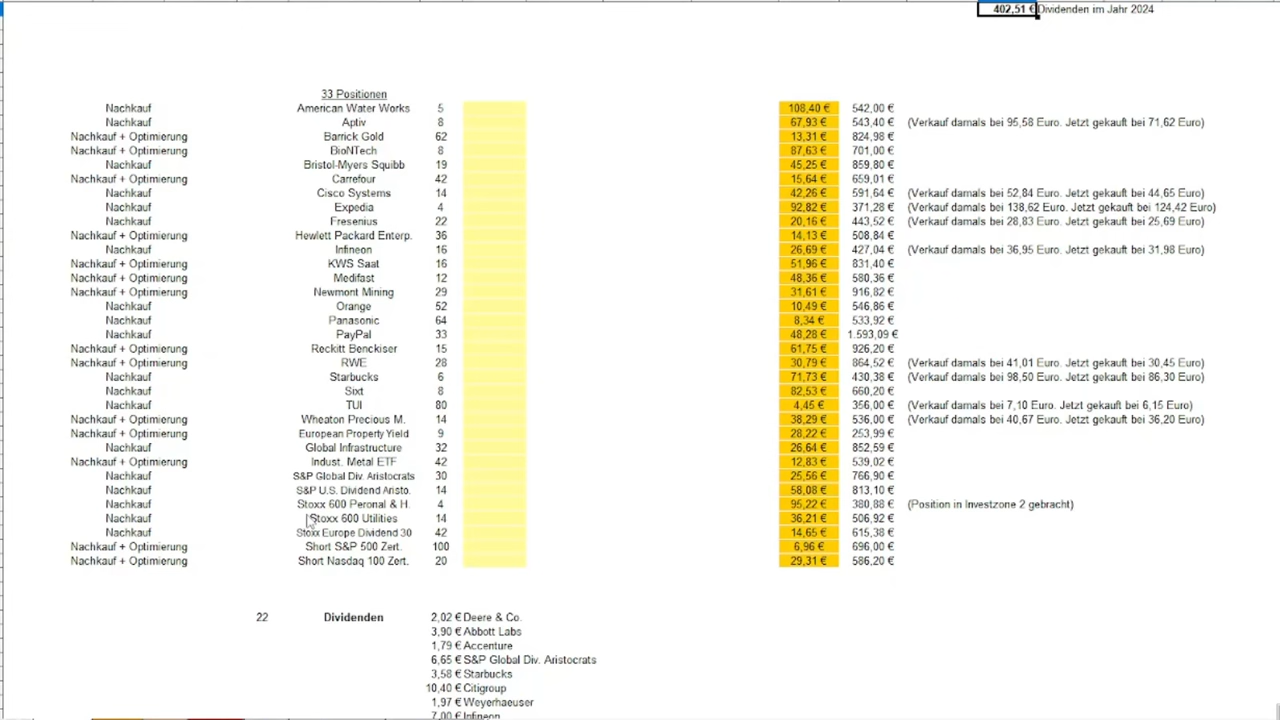 402,51 € Dividenden im Jahr 2024
33 Positionen
Nachkauf American Water Works 5 108,40 € 542,00 €
Nachkauf Aptiv 8 67,93 € 543,40 € (Verkauf damals bei 95,58 Euro. Jetzt gekauft bei 71,62 Euro)
Nachkauf + Optimierung Barrick Gold 62 13,31 € 824,98 €
Nachkauf + Optimierung BioNTech 8 87,63 € 701,00 €
Nachkauf Bristol-Myers Squibb 19 45,25 € 859,80 €
Nachkauf + Optimierung Carrefour 42 15,64 € 659,01 €
Nachkauf Cisco Systems 14 42,26 € 591,64 € (Verkauf damals bei 52,84 Euro. Jetzt gekauft bei 44,65 Euro)
Nachkauf Expedia 4 92,82 € 371,28 € (Verkauf damals bei 138,62 Euro. Jetzt gekauft bei 124,42 Euro)
Nachkauf Fresenius 22 20,16 € 443,52 € (Verkauf damals bei 28,83 Euro. Jetzt gekauft bei 25,69 Euro)
Nachkauf + Optimierung Hewlett Packard Enterp. 36 14,13 € 508,84 €
Nachkauf Infineon 16 26,69 € 427,04 € (Verkauf damals bei 36,95 Euro. Jetzt gekauft bei 31,98 Euro)
Nachkauf + Optimierung KWS Saat 16 51,96 € 831,40 €
Nachkauf + Optimierung Medifast 12 48,36 € 580,36 €
Nachkauf + Optimierung Newmont Mining 29 31,61 € 916,82 €
Nachkauf Orange 52 10,49 € 546,86 €
Nachkauf Panasonic 64 8,34 € 533,92 €
Nachkauf PayPal 33 48,28 € 1.593,09 €
Nachkauf + Optimierung Reckitt Benckiser 15 61,75 € 926,20 €
Nachkauf + Optimierung RWE 28 30,79 € 864,52 € (Verkauf damals bei 41,01 Euro. Jetzt gekauft bei 30,45 Euro)
Nachkauf Starbucks 6 71,73 € 430,38 € (Verkauf damals bei 98,50 Euro. Jetzt gekauft bei 86,30 Euro)
Nachkauf Sixt 8 82,53 € 660,20 €
Nachkauf TUI 80 4,45 € 356,00 € (Verkauf damals bei 7,10 Euro. Jetzt gekauft bei 6,15 Euro)
Nachkauf + Optimierung Wheaton Precious M. 14 38,29 € 536,00 € (Verkauf damals bei 40,67 Euro. Jetzt gekauft bei 36,20 Euro)
Nachkauf + Optimierung European Property Yield 9 28,22 € 253,99 €
Nachkauf Global Infrastructure 32 26,64 € 852,59 €
Nachkauf + Optimierung Indust. Metal ETF 42 12,83 € 539,02 €
Nachkauf S&P Global Div. Aristocrats 30 25,56 € 766,90 €
Nachkauf S&P U.S. Dividend Aristo. 14 58,08 € 813,10 €
Nachkauf Stoxx 600 Peronal & H. 4 95,22 € 380,88 € (Position in Investzone 2 gebracht)
Nachkauf Stoxx 600 Utilities 14 36,21 € 506,92 €
Nachkauf Stoxx Europe Dividend 30 42 14,65 € 615,38 €
Nachkauf + Optimierung Short S&P 500 Zert. 100 6,96 € 696,00 €
Nachkauf + Optimierung Short Nasdaq 100 Zert. 20 29,31 € 586,20 €
22 Dividenden 2,02 € Deere & Co.
3,90 € Abbott Labs
1,79 € Accenture
6,65 € S&P Global Div. Aristocrats
3,58 € Starbucks
10,40 € Citigroup
1,97 € Weyerhaeuser
7,00 € Infineon